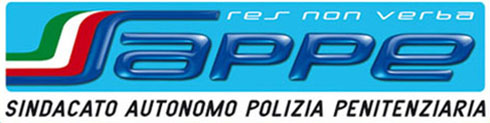 res non verba
Sappe
SINDACATO AUTONOMO POLIZIA PENITENZIARIA